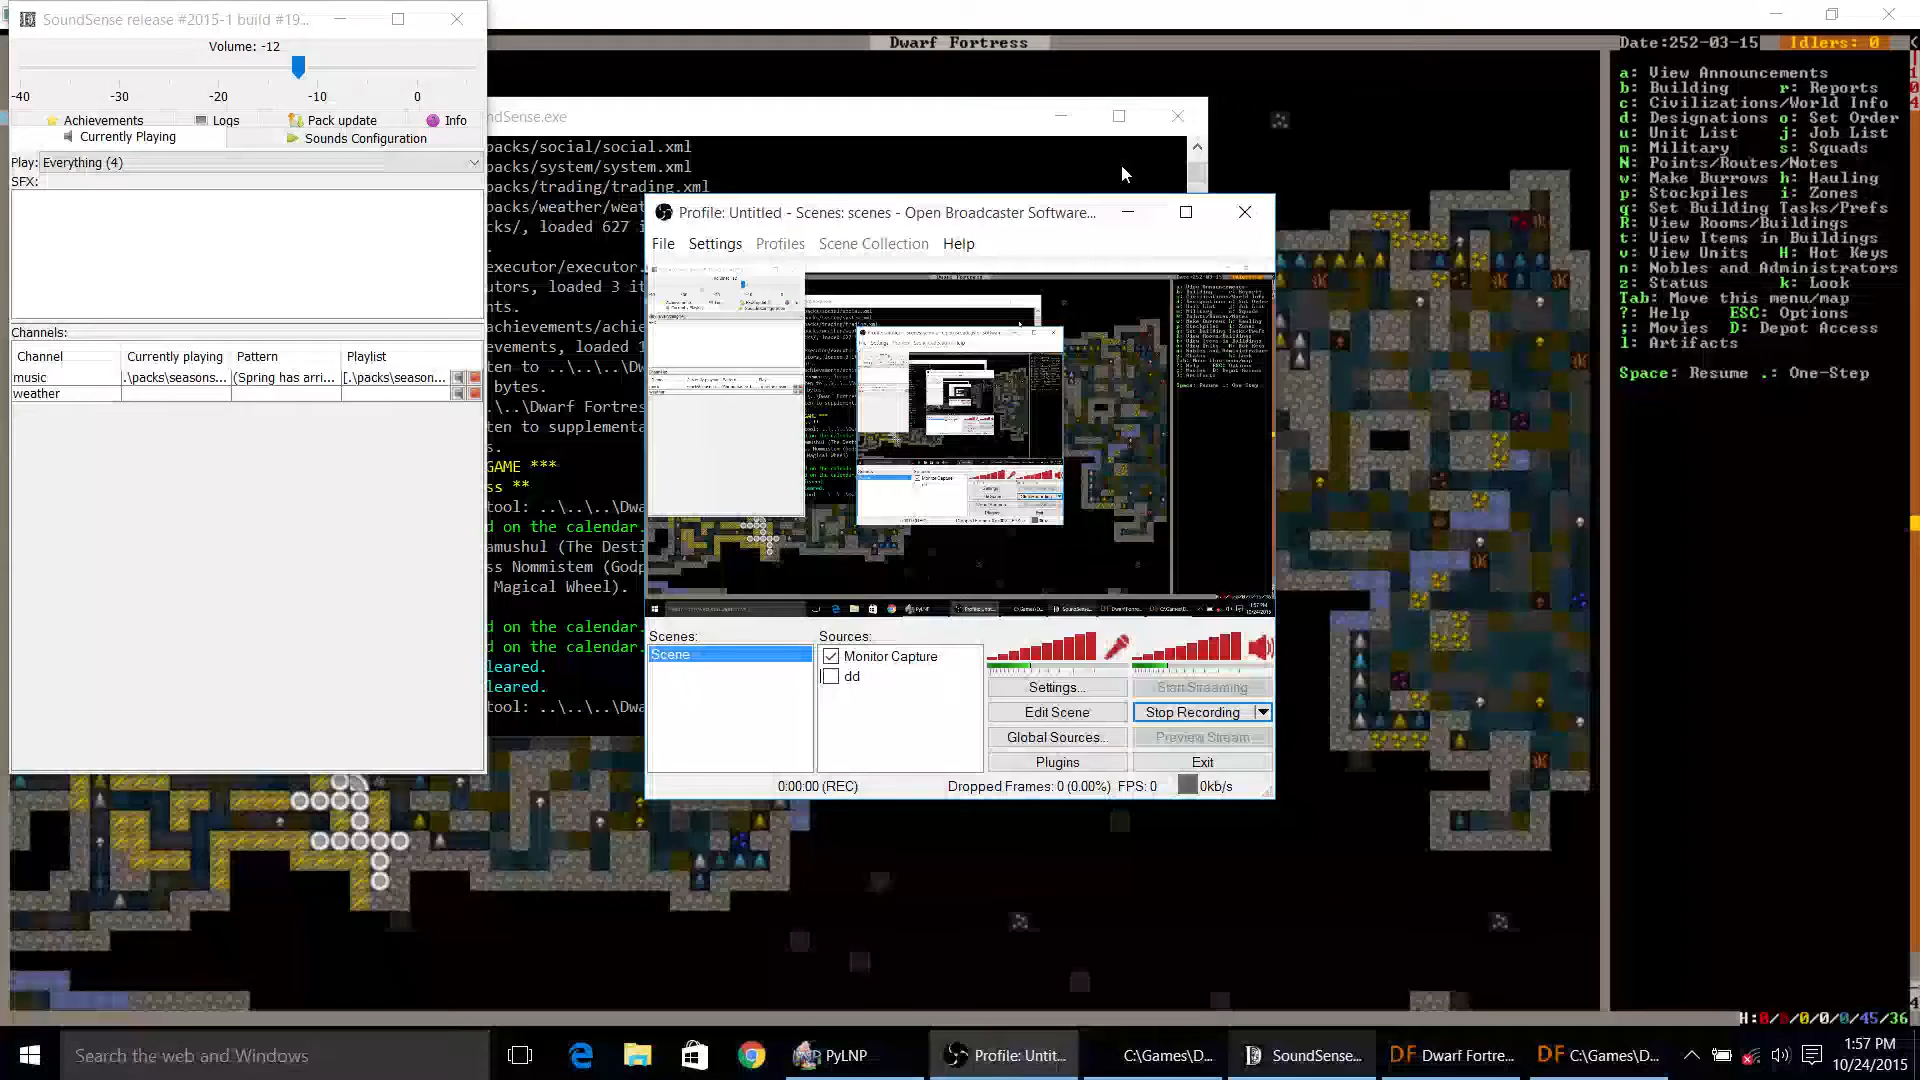 SoundSense release #2015-1 build #19...
Volume: -12
-40 -30 -20 -10 0
Achievements Logs Pack update Info
Currently Playing Sounds Configuration
Play: Everything (4)
SFX:
Channels:
Channel Currently playing Pattern Playlist
music .\packs\seasons... (Spring has arri... [.\packs\season...
weather
ndSense.exe
packs/social/social.xml
packs/system/system.xml
packs/trading/trading.xml
packs/weather/weat
cks/, loaded 627 i
executor/executor.
utors, loaded 3 it
nts.
achievements/achie
evements, loaded 1
ten to ..\..\..\Dw
bytes.
.\..\Dwarf Fortres
ten to supplementa
s.
GAME ***
ss **
tool: ..\..\..\Dwa
d on the calendar.
amushul (The Desti
ss Nommistem (Godp
Magical Wheel).
d on the calendar.
d on the calendar.
leared.
leared.
tool: ..\..\..\Dwa
Profile: Untitled - Scenes: scenes - Open Broadcaster Software...
File Settings Profiles Scene Collection Help
Scenes:
Scene
Sources:
Monitor Capture
dd
Settings... Start Streaming
Edit Scene Stop Recording
Global Sources... Preview Stream
Plugins Exit
0:00:00 (REC) Dropped Frames: 0 (0.00%) FPS: 0 0kb/s
Dwarf Fortress
Date:252-03-15 Idlers: 0
a: View Announcements
b: Building r: Reports
c: Civilizations/World Info
d: Designations o: Set Order
u: Unit List j: Job List
m: Military s: Squads
N: Points/Routes/Notes
w: Make Burrows h: Hauling
p: Stockpiles i: Zones
q: Set Building Tasks/Prefs
R: View Rooms/Buildings
t: View Items in Buildings
v: View Units H: Hot Keys
n: Nobles and Administrators
z: Status k: Look
Tab: Move this menu/map
?: Help ESC: Options
;: Movies D: Depot Access
l: Artifacts
Space: Resume .: One-Step
H:0/0/0/0/0/45/36
Search the web and Windows
PyLNP
Profile: Untit...
C:\Games\D...
SoundSense...
DF Dwarf Fortre...
DF C:\Games\D...
1:57 PM
10/24/2015